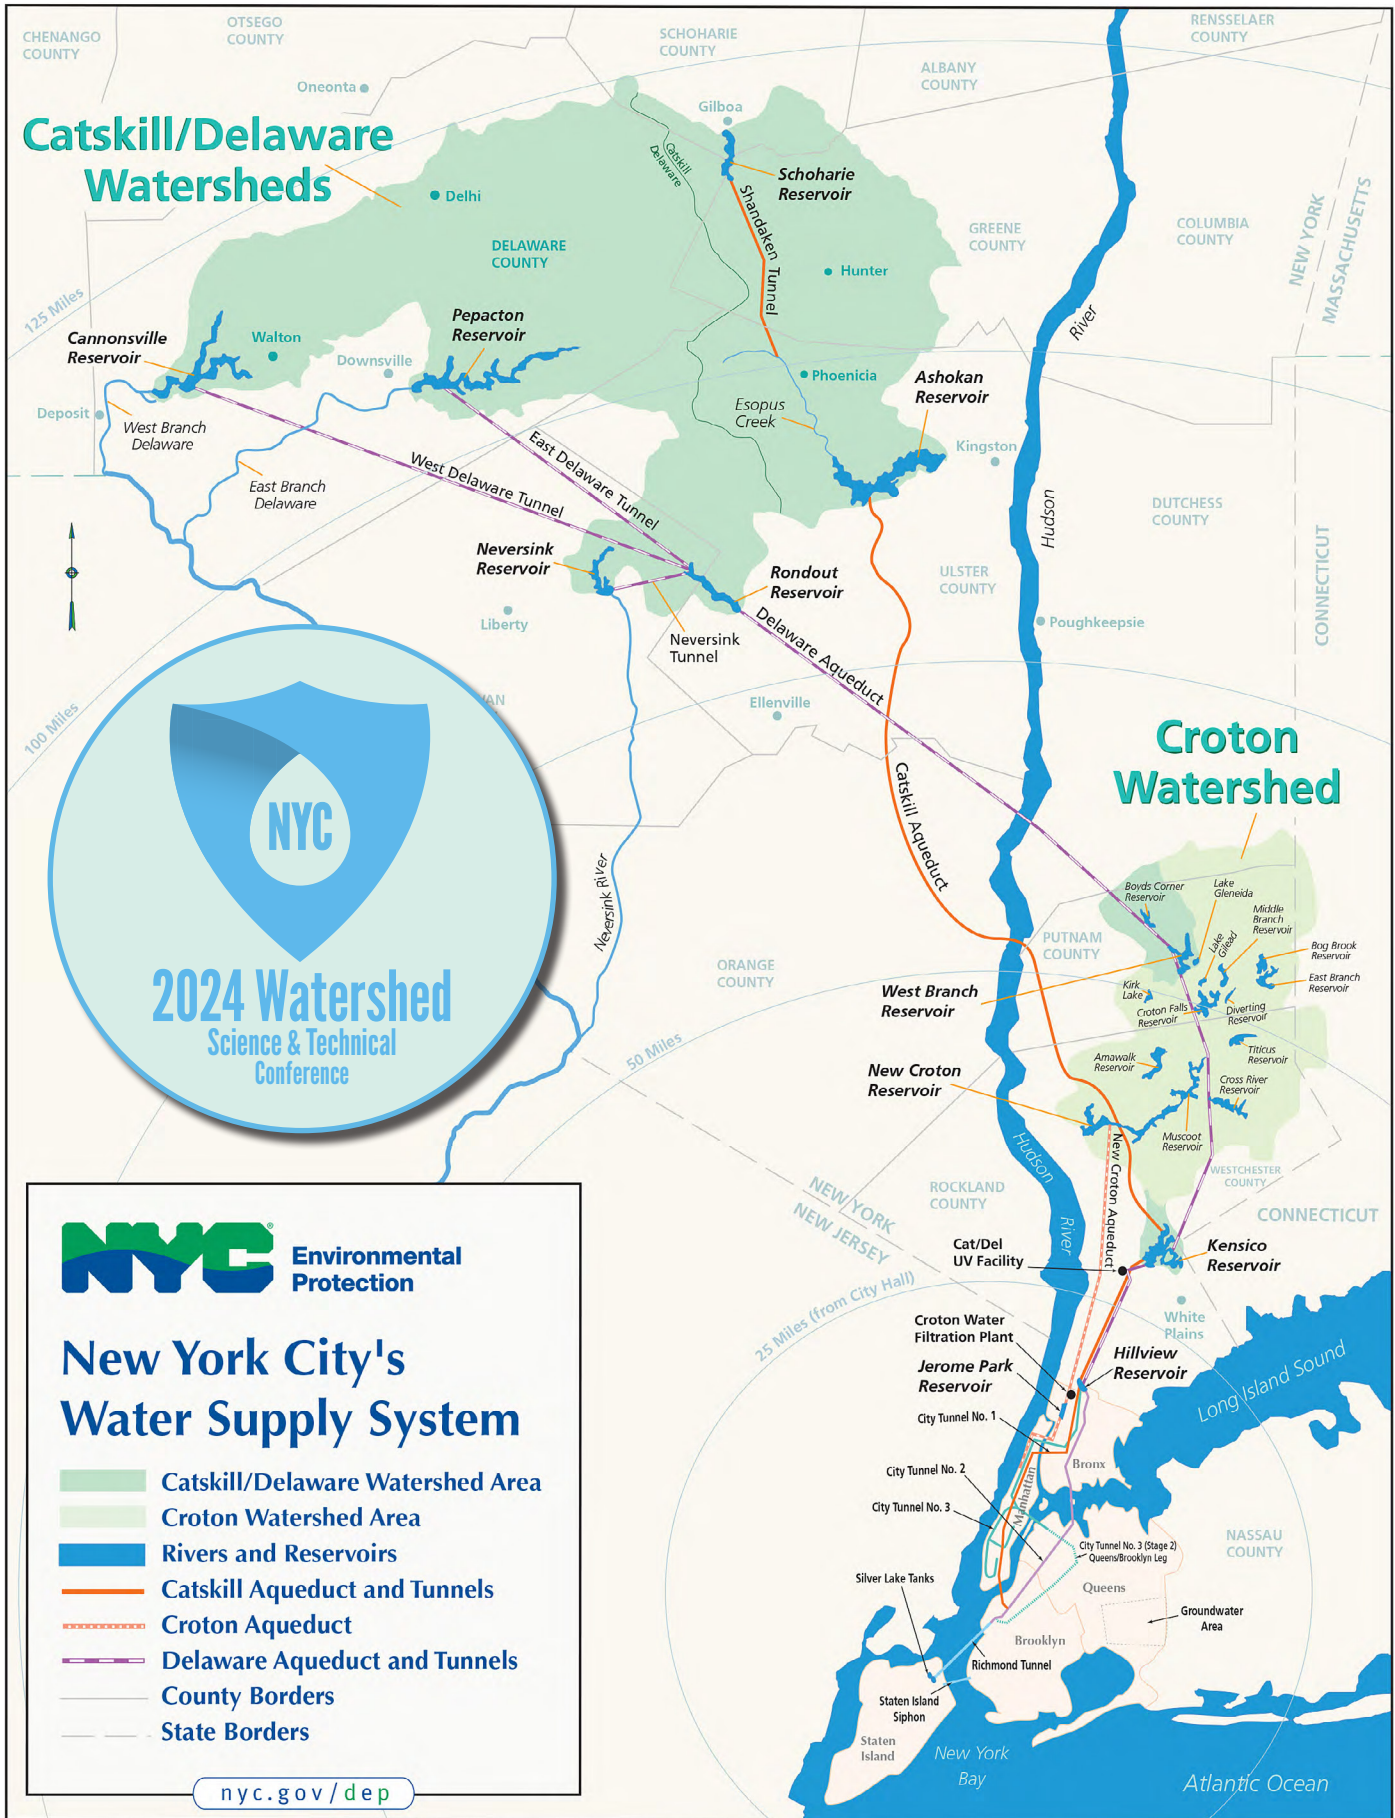 CHENANGO
COUNTY
OTSEGO
COUNTY
SCHOHARIE
COUNTY
ALBANY
COUNTY
RENSSELAER
COUNTY
Oneonta
Gilboa
Catskill/Delaware
Watersheds
Catskill
Delaware
Schoharie
Reservoir
Delhi
Shandaken Tunnel
DELAWARE
COUNTY
GREENE
COUNTY
COLUMBIA
COUNTY
NEW YORK
MASSACHUSETTS
Hunter
125 Miles
Cannonsville
Reservoir
Walton
Pepacton
Reservoir
Downsville
River
Phoenicia
Ashokan
Reservoir
Deposit
West Branch
Delaware
Esopus
Creek
Kingston
East Delaware Tunnel
West Delaware Tunnel
East Branch
Delaware
Hudson
DUTCHESS
COUNTY
CONNECTICUT
Neversink
Reservoir
Rondout
Reservoir
ULSTER
COUNTY
Liberty
Poughkeepsie
Neversink
Tunnel
Delaware Aqueduct
VAN
Ellenville
100 Miles
Croton
Watershed
Catskill Aqueduct
NYC
2024 Watershed
Science & Technical
Conference
Neversink River
Boyds Corner
Reservoir
Lake
Gleneida
Middle
Branch
Reservoir
Lake
Gilead
Bog Brook
Reservoir
East Branch
Reservoir
PUTNAM
COUNTY
ORANGE
COUNTY
West Branch
Reservoir
Kirk
Lake
Croton Falls
Reservoir
Diverting
Reservoir
50 Miles
Titicus
Reservoir
Amawalk
Reservoir
New Croton
Reservoir
Cross River
Reservoir
Muscoot
Reservoir
Hudson
River
New Croton Aqueduct
WESTCHESTER
COUNTY
NEW YORK
NEW JERSEY
ROCKLAND
COUNTY
CONNECTICUT
Cat/Del
UV Facility
Kensico
Reservoir
25 Miles (from City Hall)
White
Plains
Croton Water
Filtration Plant
Hillview
Reservoir
Jerome Park
Reservoir
Long Island Sound
City Tunnel No. 1
Bronx
City Tunnel No. 2
Manhattan
City Tunnel No. 3
City Tunnel No. 3 (Stage 2)
Queens/Brooklyn Leg
NASSAU
COUNTY
Silver Lake Tanks
Queens
Groundwater
Area
Brooklyn
Richmond Tunnel
Staten Island
Siphon
Staten
Island
New York
Bay
Atlantic Ocean
NYC®
Environmental
Protection
New York City's
Water Supply System
Catskill/Delaware Watershed Area
Croton Watershed Area
Rivers and Reservoirs
Catskill Aqueduct and Tunnels
Croton Aqueduct
Delaware Aqueduct and Tunnels
County Borders
State Borders
nyc.gov/dep